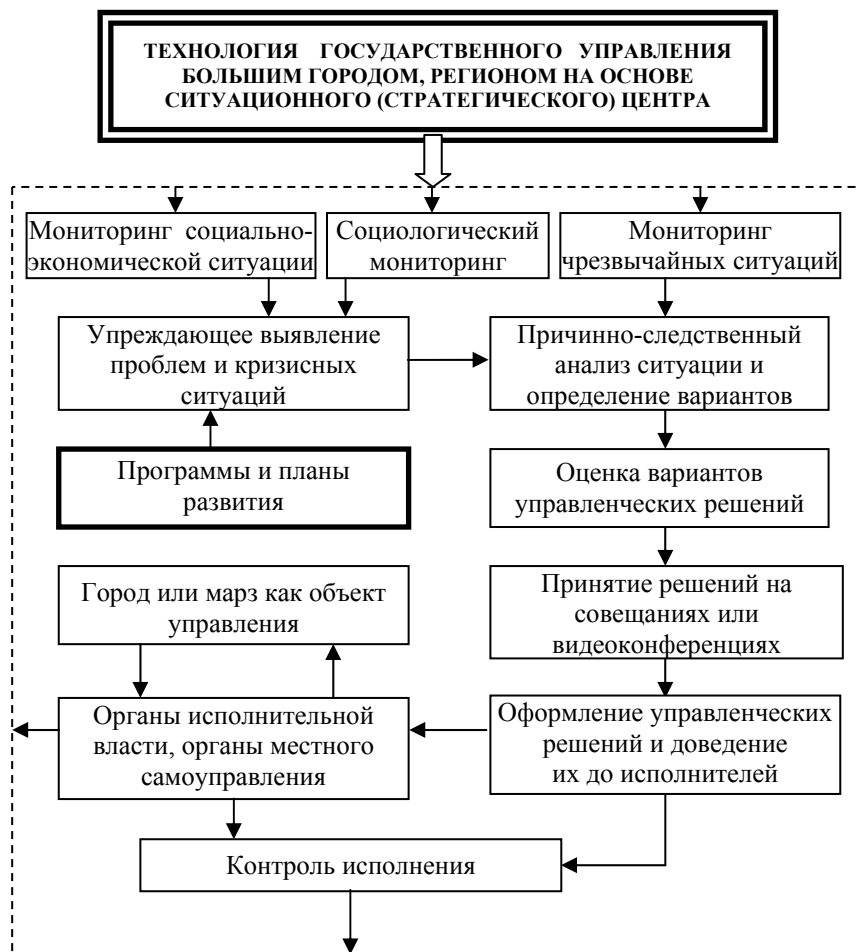 ТЕХНОЛОГИЯ ГОСУДАРСТВЕННОГО УПРАВЛЕНИЯ
БОЛЬШИМ ГОРОДОМ, РЕГИОНОМ НА ОСНОВЕ
СИТУАЦИОННОГО (СТРАТЕГИЧЕСКОГО) ЦЕНТРА
Мониторинг социально-
экономической ситуации
Социологический
мониторинг
Мониторинг
чрезвычайных ситуаций
Упреждающее выявление
проблем и кризисных
ситуаций
Причинно-следственный
анализ ситуации и
определение вариантов
Программы и планы
развития
Оценка вариантов
управленческих решений
Город или марз как объект
управления
Принятие решений на
совещаниях или
видеоконференциях
Органы исполнительной
власти, органы местного
самоуправления
Оформление управленческих
решений и доведение
их до исполнителей
Контроль исполнения